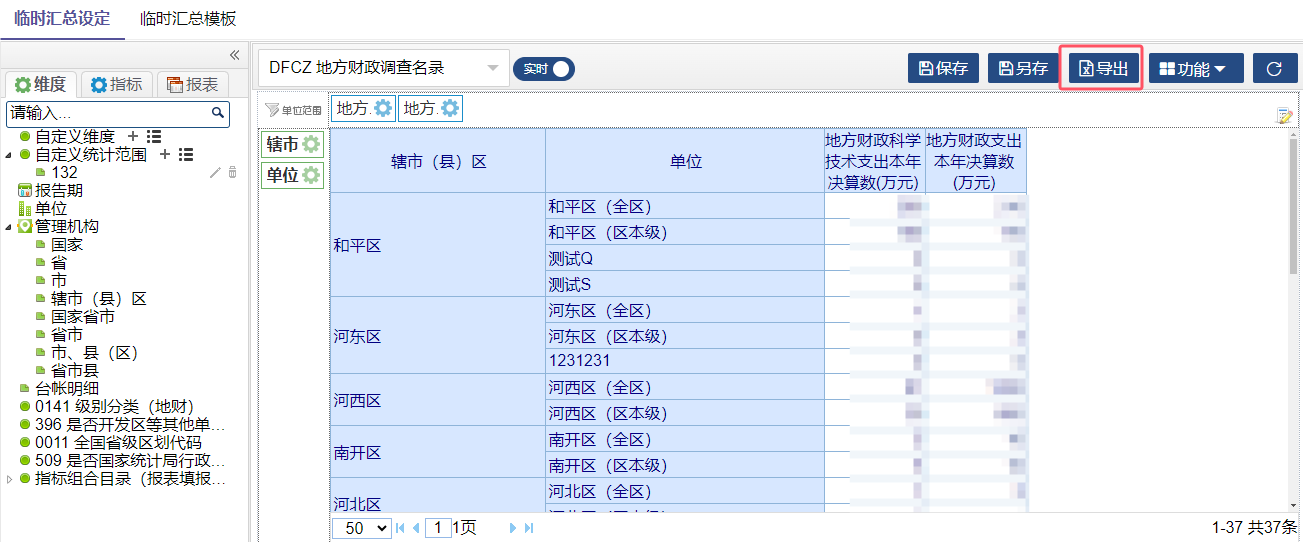 临时汇总设定 临时汇总模板
维度 指标 报表
请输入...
自定义维度
自定义统计范围
132
报告期
单位
管理机构
国家
省
市
辖市（县）区
国家省市
省市
市、县（区）
省市县
台帐明细
0141 级别分类（地财）
396 是否开发区等其他单...
0011 全国省级区划代码
509 是否国家统计局行政...
指标组合目录（报表填报...
DFCZ 地方财政调查名录 实时 保存 另存 导出 功能
单位范围 地方. 地方.
辖市
单位
辖市（县）区 单位 地方财政科学技术支出本年决算数(万元) 地方财政支出本年决算数(万元)
和平区
和平区（全区）
和平区（区本级）
测试Q
测试S
河东区
河东区（全区）
河东区（区本级）
1231231
河西区
河西区（全区）
河西区（区本级）
南开区
南开区（全区）
南开区（区本级）
河北区
河北区（全区）
50 1 1页 1-37 共37条